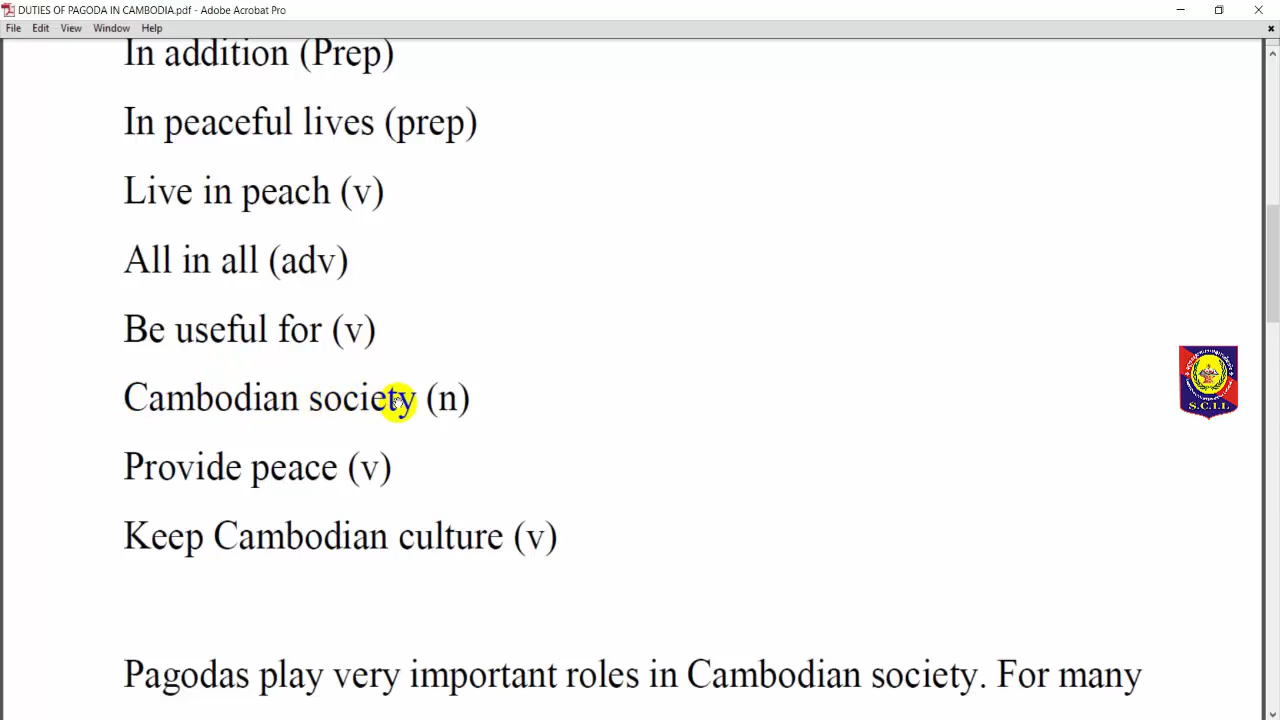 DUTIES OF PAGODA IN CAMBODIA.pdf - Adobe Acrobat Pro
File Edit View Window Help
In addition (Prep)
In peaceful lives (prep)
Live in peach (v)
All in all (adv)
Be useful for (v)
Cambodian society (n)
Provide peace (v)
Keep Cambodian culture (v)
Pagodas play very important roles in Cambodian society. For many
S.C.I.L